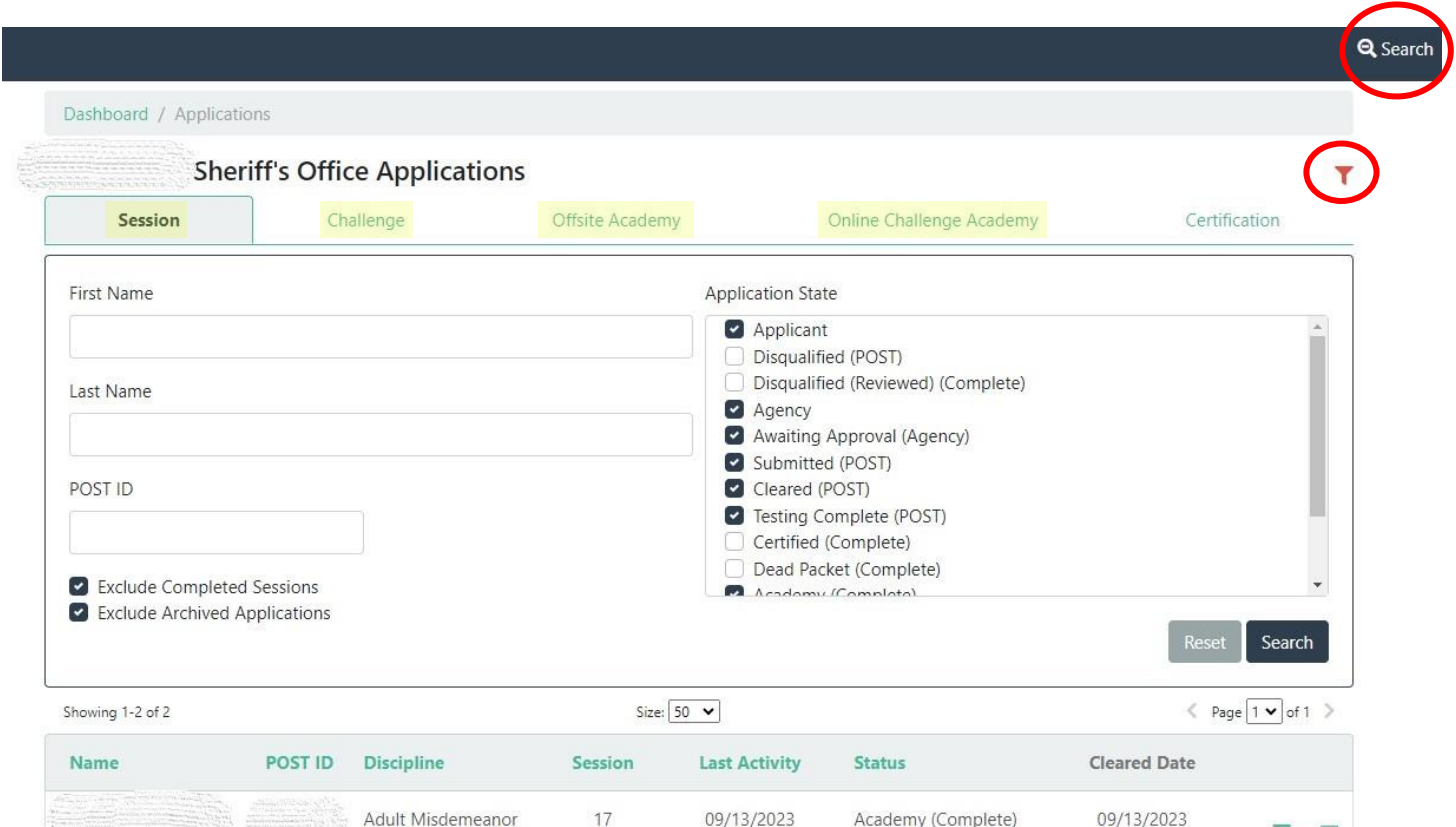 Search
Dashboard / Applications
Sheriff's Office Applications
Session Challenge Offsite Academy Online Challenge Academy Certification
First Name
Last Name
POST ID
Exclude Completed Sessions
Exclude Archived Applications
Application State
Applicant
Disqualified (POST)
Disqualified (Reviewed) (Complete)
Agency
Awaiting Approval (Agency)
Submitted (POST)
Cleared (POST)
Testing Complete (POST)
Certified (Complete)
Dead Packet (Complete)
Academy (Complete)
Reset Search
Showing 1-2 of 2 Size: 50 Page 1 of 1
Name POST ID Discipline Session Last Activity Status Cleared Date
Adult Misdemeanor 17 09/13/2023 Academy (Complete) 09/13/2023